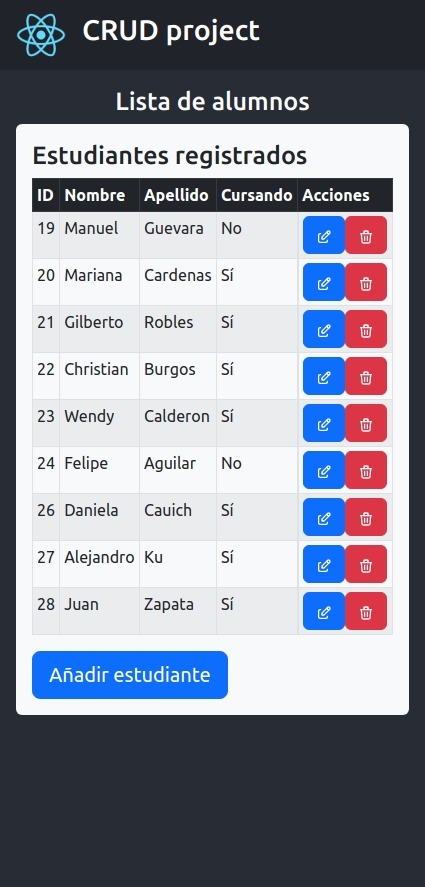 CRUD project
Lista de alumnos
Estudiantes registrados
ID Nombre Apellido Cursando Acciones
19 Manuel Guevara No
20 Mariana Cardenas Sí
21 Gilberto Robles Sí
22 Christian Burgos Sí
23 Wendy Calderon Sí
24 Felipe Aguilar No
26 Daniela Cauich Sí
27 Alejandro Ku Sí
28 Juan Zapata Sí
Añadir estudiante